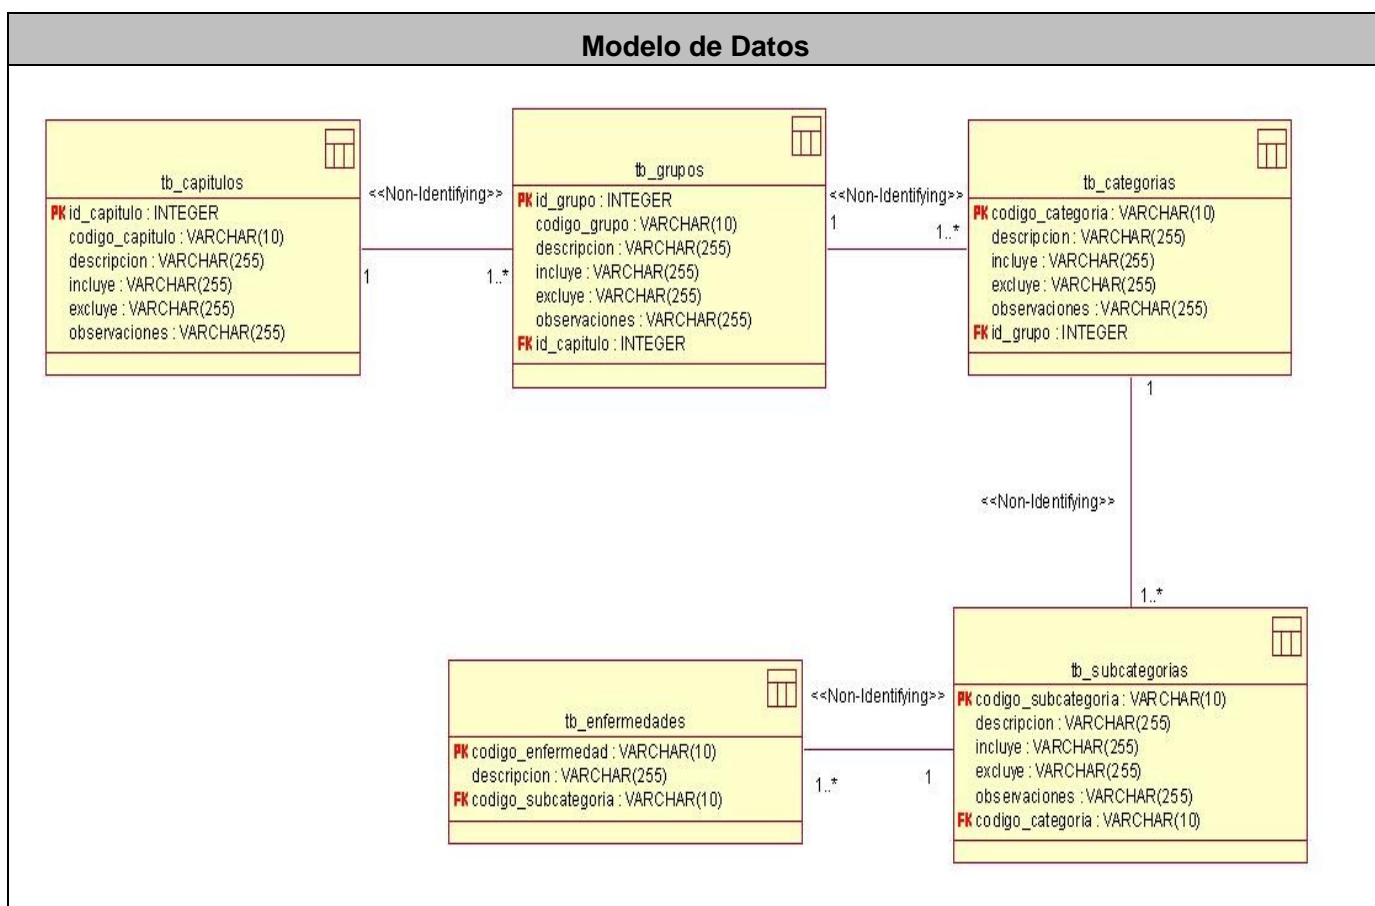 Modelo de Datos
tb_capitulos
PK id_capitulo : INTEGER
codigo_capitulo : VARCHAR(10)
descripcion : VARCHAR(255)
incluye : VARCHAR(255)
excluye : VARCHAR(255)
observaciones : VARCHAR(255)
<<Non-Identifying>>
1
1..*
tb_grupos
PK id_grupo : INTEGER
codigo_grupo : VARCHAR(10)
descripcion : VARCHAR(255)
incluye : VARCHAR(255)
excluye : VARCHAR(255)
observaciones : VARCHAR(255)
FK id_capitulo : INTEGER
<<Non-Identifying>>
1
1..*
tb_categorias
PK codigo_categoria : VARCHAR(10)
descripcion : VARCHAR(255)
incluye : VARCHAR(255)
excluye : VARCHAR(255)
observaciones : VARCHAR(255)
FK id_grupo : INTEGER
1
<<Non-Identifying>>
1..*
tb_enfermedades
PK codigo_enfermedad : VARCHAR(10)
descripcion : VARCHAR(255)
FK codigo_subcategoria : VARCHAR(10)
<<Non-Identifying>>
1..*
1
tb_subcategorias
PK codigo_subcategoria : VARCHAR(10)
descripcion : VARCHAR(255)
incluye : VARCHAR(255)
excluye : VARCHAR(255)
observaciones : VARCHAR(255)
FK codigo_categoria : VARCHAR(10)